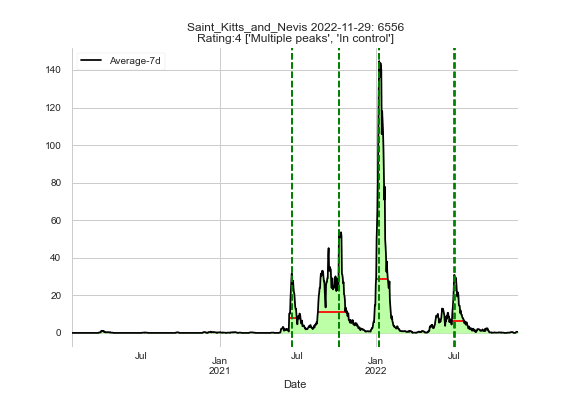 Saint_Kitts_and_Nevis 2022-11-29: 6556
Rating:4 ['Multiple peaks', 'In control']
Average-7d
140
120
100
80
60
40
20
0
Jul
Jan
2021
Jul
Jan
2022
Jul
Date